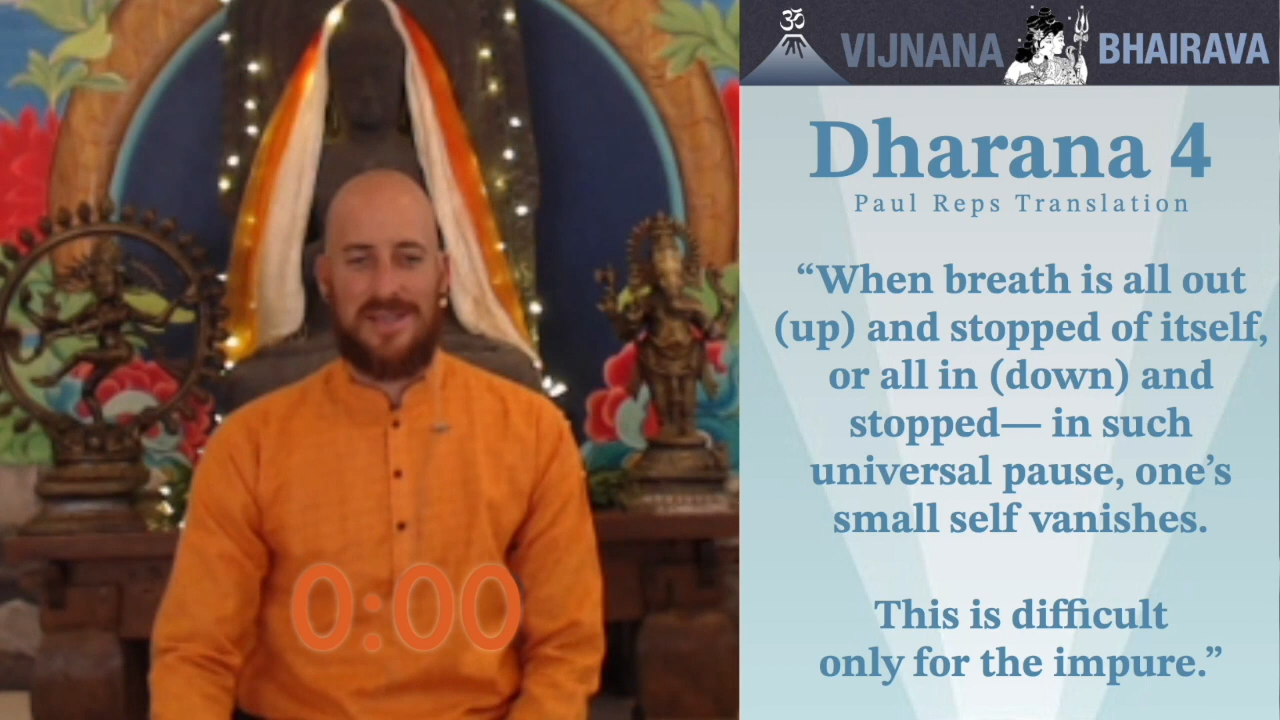 ॐ
VIJNANA BHAIRAVA
Dharana 4
Paul Reps Translation
“When breath is all out
(up) and stopped of itself,
or all in (down) and
stopped— in such
universal pause, one’s
small self vanishes.
This is difficult
only for the impure.”
0:00